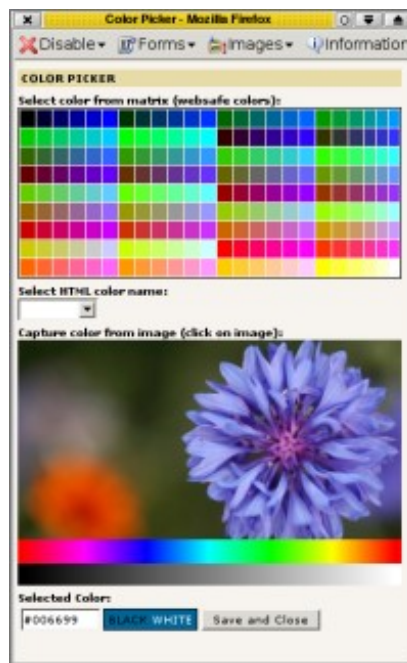 Color Picker - Mozilla Firefox
Disable Forms Images Information
COLOR PICKER
Select color from matrix (websafe colors):
Select HTML color name:
Capture color from image (click on image):
Selected Color:
#006699 BLACK WHITE Save and Close